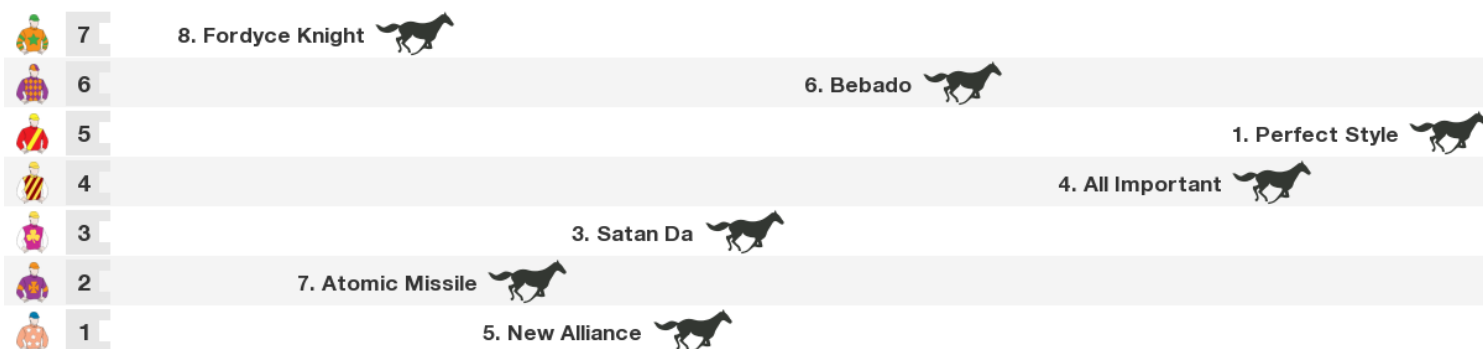 7 8. Fordyce Knight
6 6. Bebado
5 1. Perfect Style
4 4. All Important
3 3. Satan Da
2 7. Atomic Missile
1 5. New Alliance